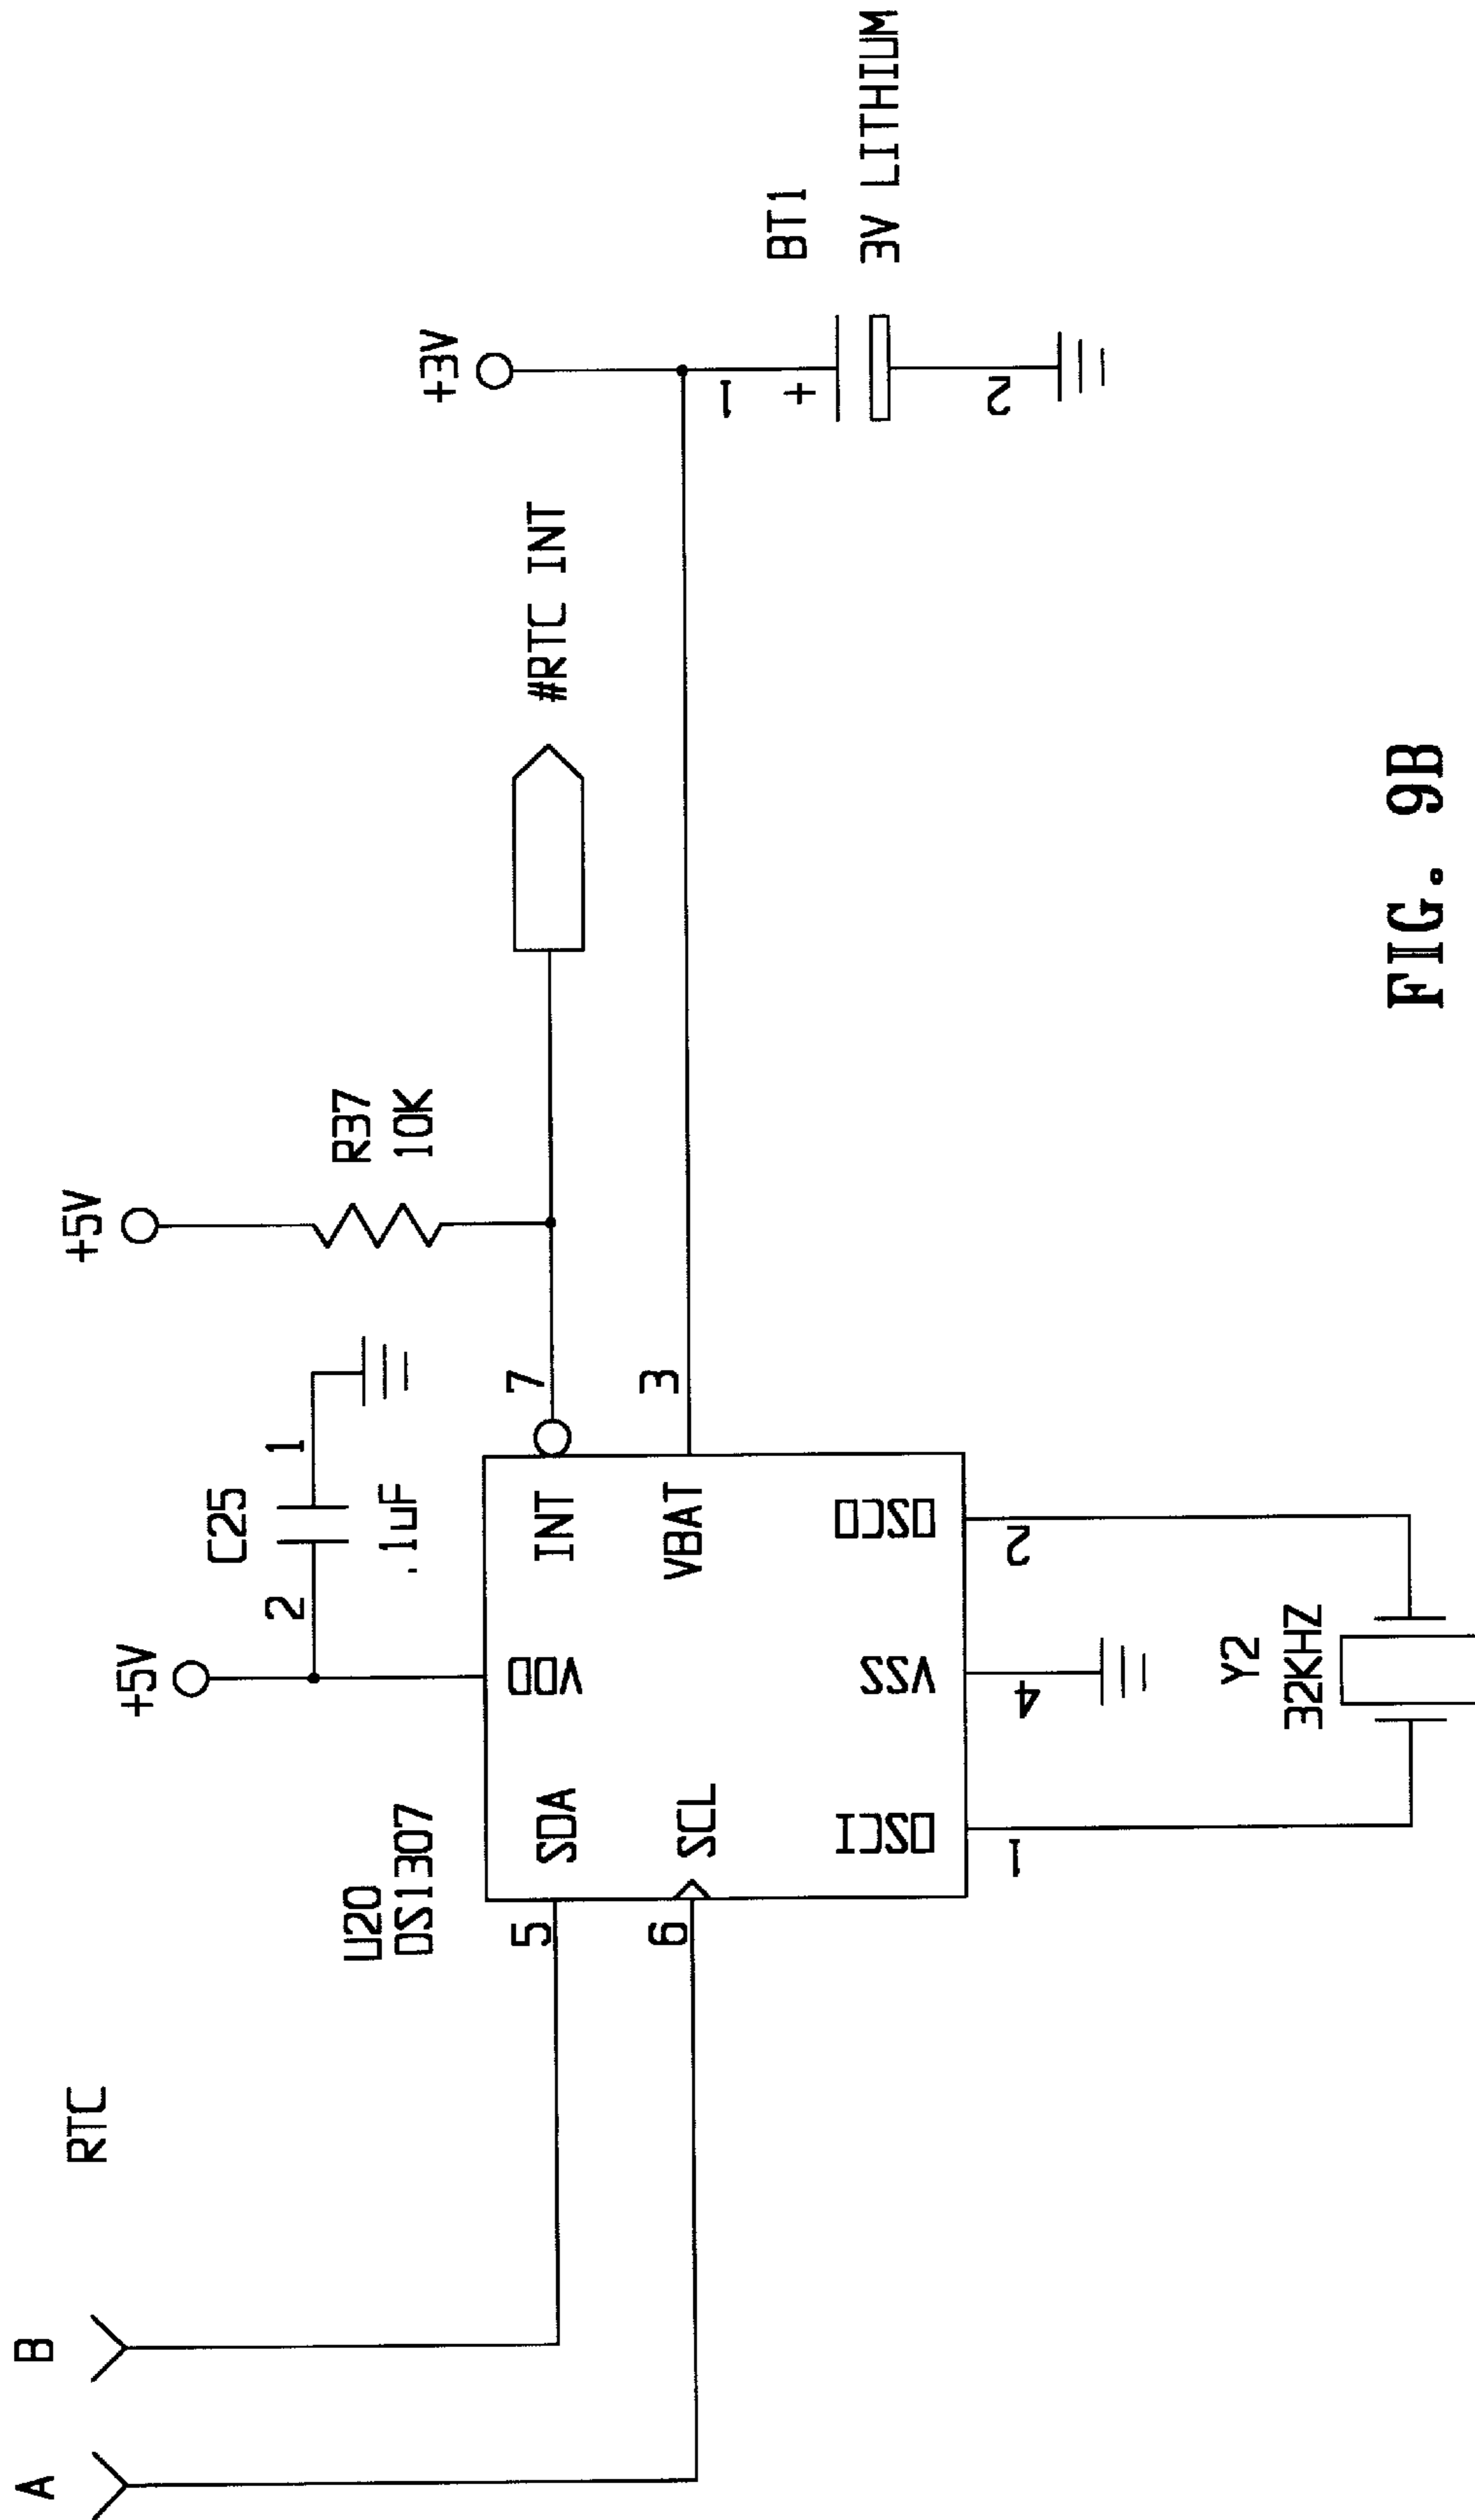 A
B
RTC
+5V
+5V
C25
2
1
.1uF
R37
10K
U20
DS1307
5
SDA
6
SCL
VDD
INT
7
VBAT
3
OSCI
1
VSS
4
OSCO
2
#RTC INT
+3V
1
+
2
BT1
3V LITHIUM
Y2
32KHZ
FIG. 9B